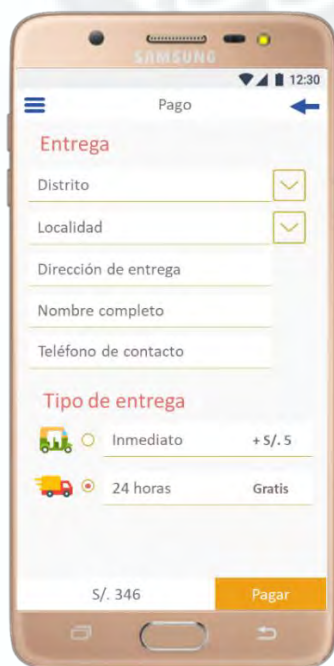 SAMSUNG
12:30
Pago
Entrega
Distrito
Localidad
Dirección de entrega
Nombre completo
Teléfono de contacto
Tipo de entrega
Inmediato + S/. 5
24 horas Gratis
S/. 346 Pagar